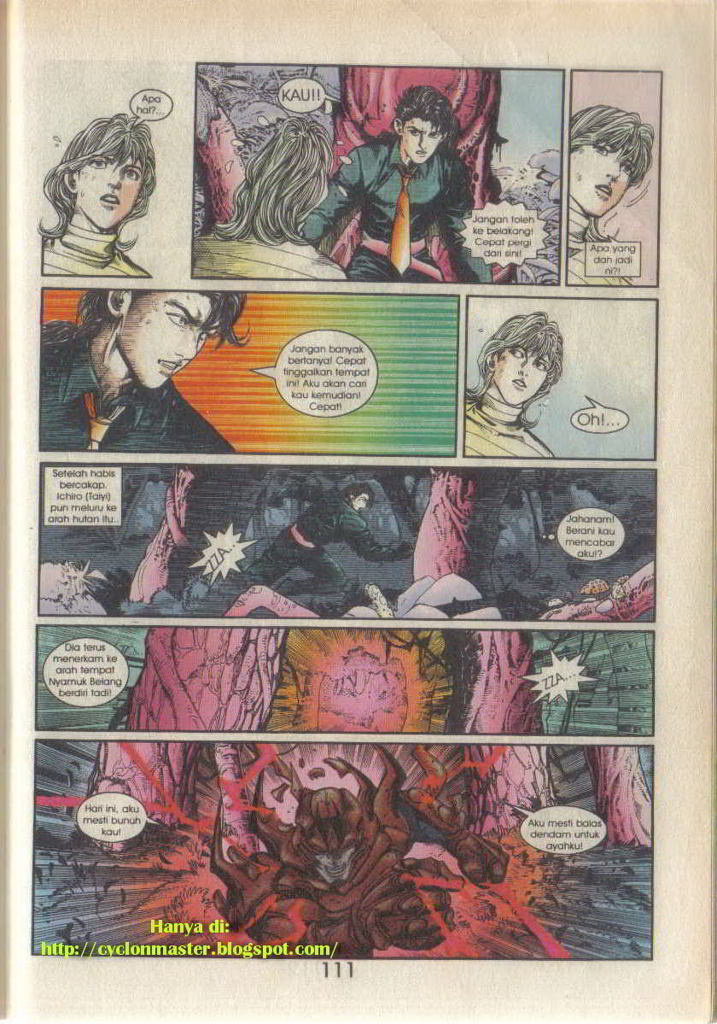 Apa
hal?...
KAU!!
Jangan toleh
ke belakang!
Cepat pergi
dari sini!
Apa yang
dah jadi
ni?!
Jangan banyak
bertanya! Cepat
tinggalkan tempat
ini! Aku akan cari
kau kemudian!
Cepat!
Oh!...
Setelah habis
bercakap,
Ichiro (Taiyi)
pun meluru ke
arah hutan itu..
ZZA...
Jahanam!
Berani kau
mencabar
aku!?
Dia terus
menerkam ke
arah tempat
Nyamuk Belang
berdiri tadi!
ZZA...
Hari ini, aku
mesti bunuh
kau!
Aku mesti balas
dendam untuk
ayahku!
Hanya di:
http://cyclonmaster.blogspot.com/
111